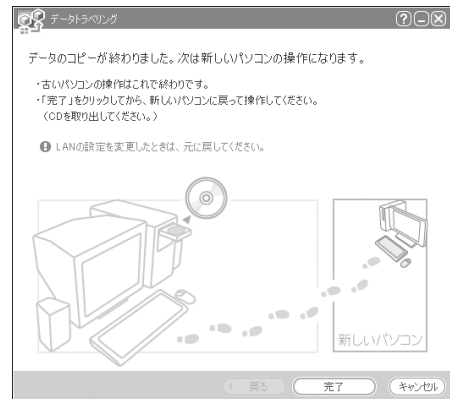 データトラベリング
データのコピーが終わりました。次は新しいパソコンの操作になります。
・古いパソコンの操作はこれで終わりです。
・「完了」をクリックしてから、新しいパソコンに戻って操作してください。
（CDを取り出してください。）
LANの設定を変更したときは、元に戻してください。
新しいパソコン
戻る 完了 キャンセル